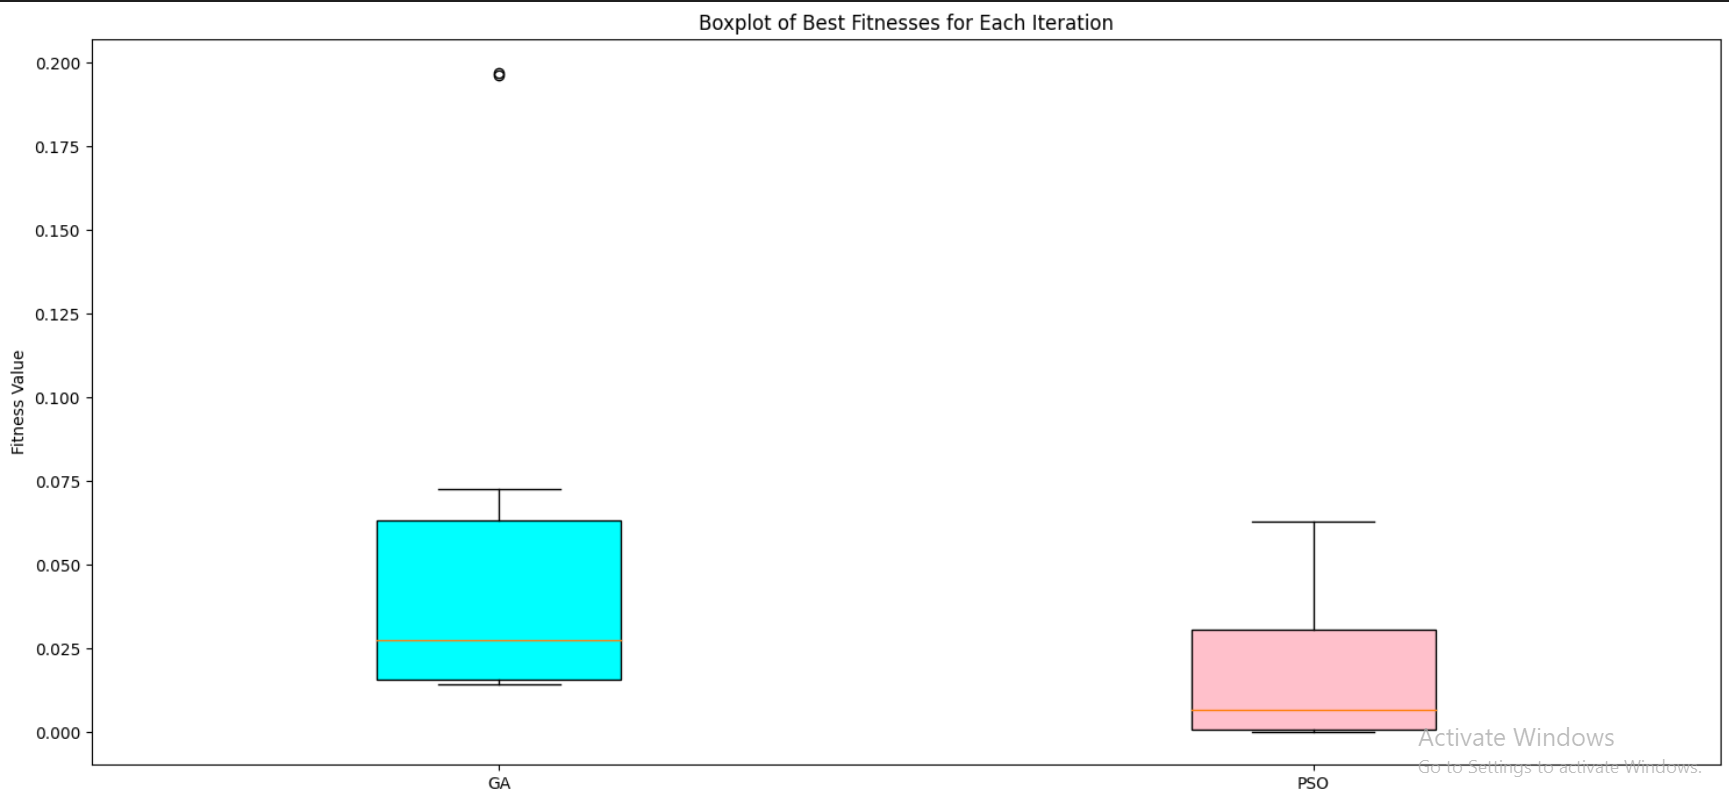 Boxplot of Best Fitnesses for Each Iteration
Fitness Value
0.200
0.175
0.150
0.125
0.100
0.075
0.050
0.025
0.000
GA
PSO
Activate Windows
Go to Settings to activate Windows.